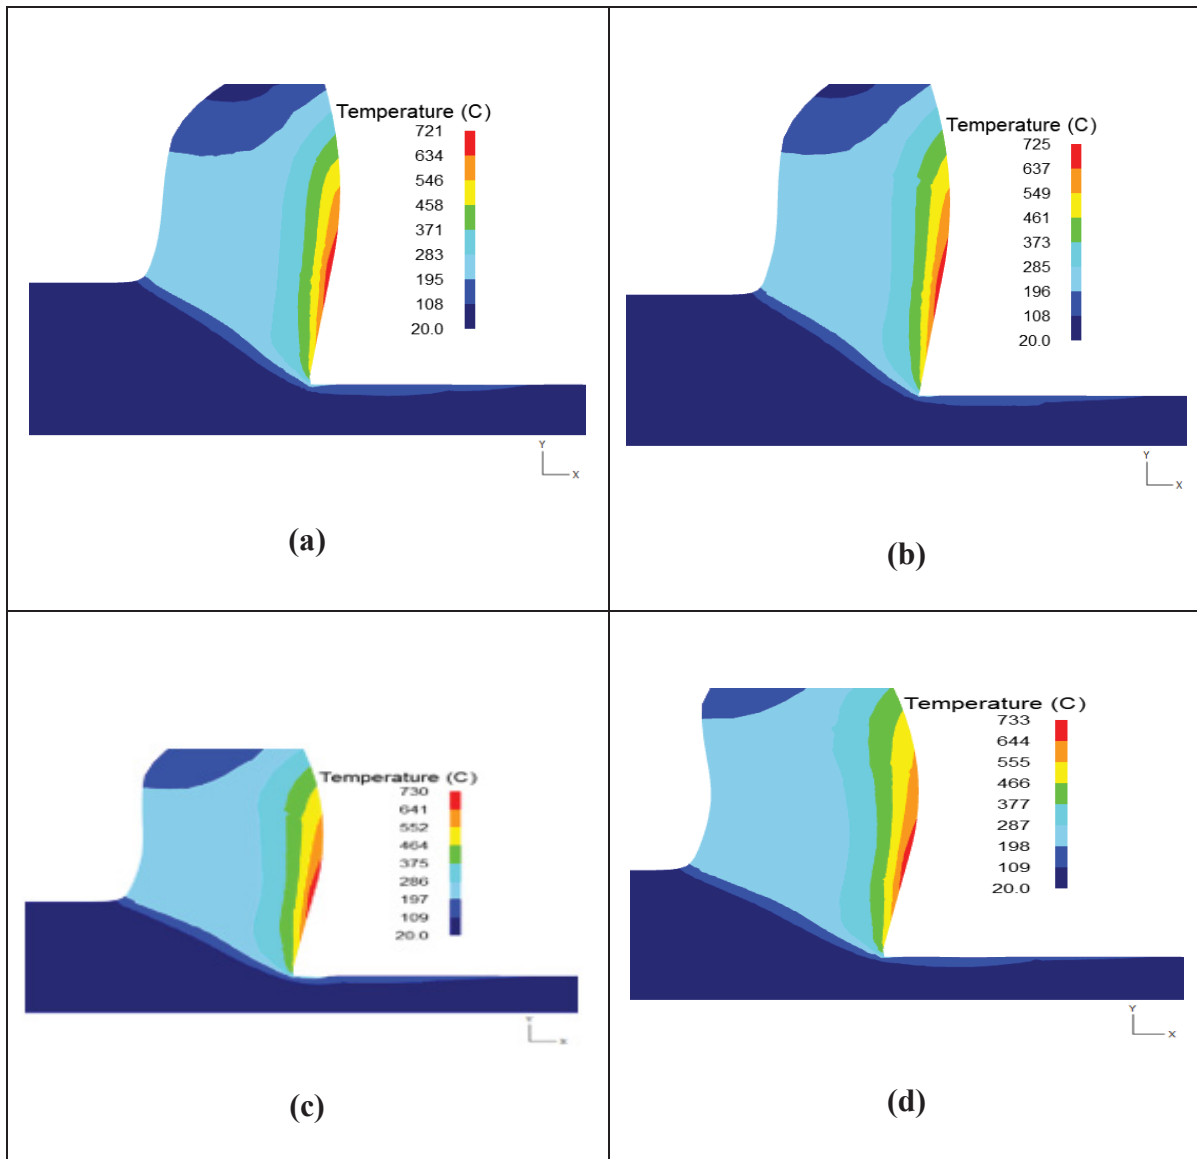 Temperature (C)
721
634
546
458
371
283
195
108
20.0
Y
X
(a)
Temperature (C)
725
637
549
461
373
285
196
108
20.0
Y
X
(b)
Temperature (C)
730
641
552
464
375
286
197
109
20.0
Y
X
(c)
Temperature (C)
733
644
555
466
377
287
198
109
20.0
Y
X
(d)